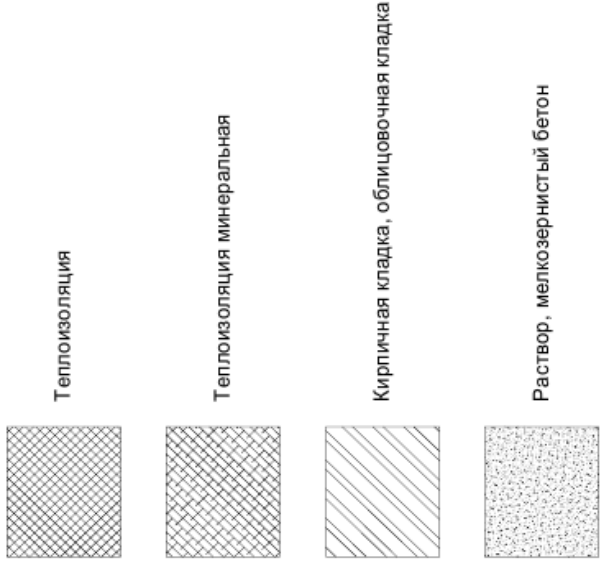 Теплоизоляция
Теплоизоляция минеральная
Кирпичная кладка, облицовочная кладка
Раствор, мелкозернистый бетон